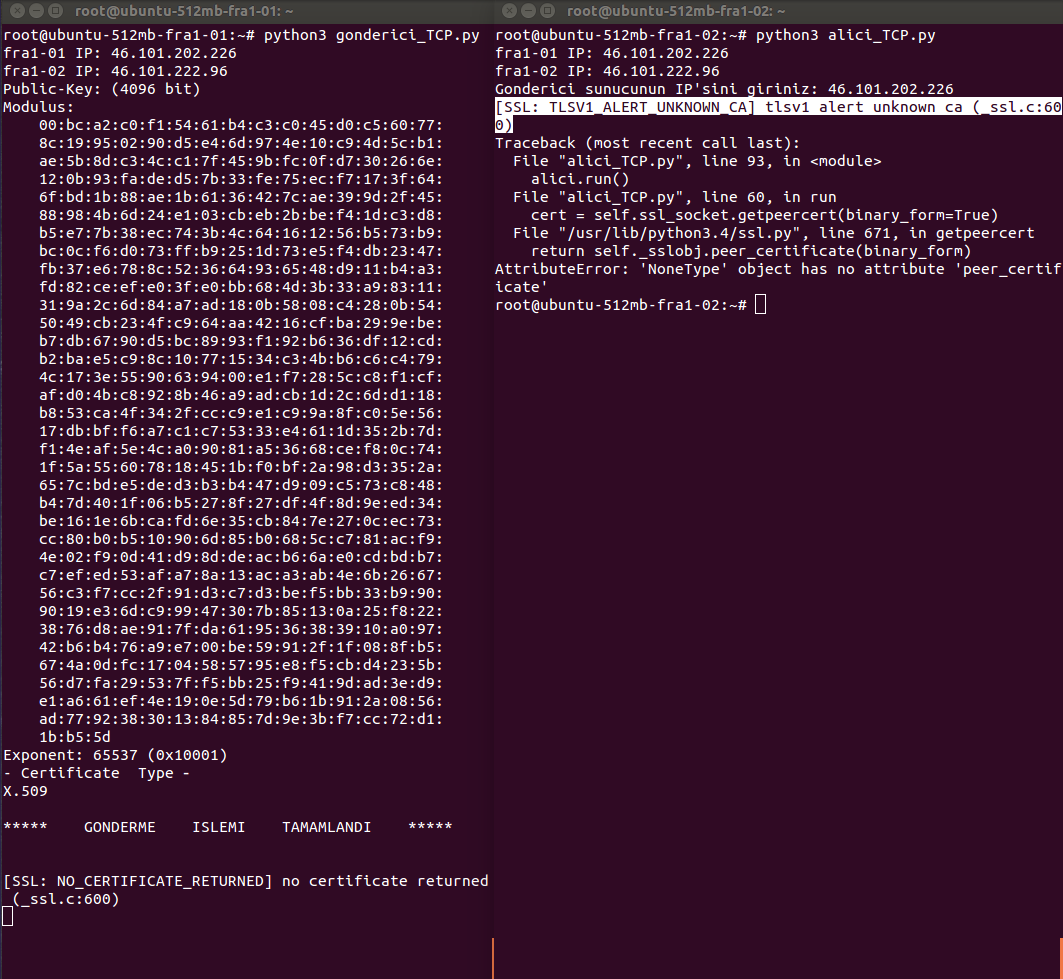 root@ubuntu-512mb-fra1-01: ~
root@ubuntu-512mb-fra1-01:~# python3 gonderici_TCP.py
fra1-01 IP: 46.101.202.226
fra1-02 IP: 46.101.222.96
Public-Key: (4096 bit)
Modulus:
00:bc:a2:c0:f1:54:61:b4:c3:c0:45:d0:c5:60:77:
8c:19:95:02:90:d5:e4:6d:97:4e:10:c9:4d:5c:b1:
ae:5b:8d:c3:4c:c1:7f:45:9b:fc:0f:d7:30:26:6e:
12:0b:93:fa:de:d5:7b:33:fe:75:ec:f7:17:3f:64:
6f:bd:1b:88:ae:1b:61:36:42:7c:ae:39:9d:2f:45:
88:98:4b:6d:24:e1:03:cb:eb:2b:be:f4:1d:c3:d8:
b5:e7:7b:38:ec:74:3b:4c:64:16:12:56:b5:73:b9:
bc:0c:f6:d0:73:ff:b9:25:1d:73:e5:f4:db:23:47:
fb:37:e6:78:8c:52:36:64:93:65:48:d9:11:b4:a3:
fd:82:ce:ef:e0:3f:e0:bb:68:4d:3b:33:a9:83:11:
31:9a:2c:6d:84:a7:ad:18:0b:58:08:c4:28:0b:54:
50:49:cb:23:4f:c9:64:aa:42:16:cf:ba:29:9e:be:
b7:db:67:90:d5:bc:89:93:f1:92:b6:36:df:12:cd:
b2:ba:e5:c9:8c:10:77:15:34:c3:4b:b6:c6:c4:79:
4c:17:3e:55:90:63:94:00:e1:f7:28:5c:c8:f1:cf:
af:d0:4b:c8:92:8b:46:a9:ad:cb:1d:2c:6d:d1:18:
b8:53:ca:4f:34:2f:cc:c9:e1:c9:9a:8f:c0:5e:56:
17:db:bf:f6:a7:c1:c7:53:33:e4:61:1d:35:2b:7d:
f1:4e:af:5e:4c:a0:90:81:a5:36:68:ce:f8:0c:74:
1f:5a:55:60:78:18:45:1b:f0:bf:2a:98:d3:35:2a:
65:7c:bd:e5:de:d3:b3:b4:47:d9:09:c5:73:c8:48:
b4:7d:40:1f:06:b5:27:8f:27:df:4f:8d:9e:ed:34:
be:16:1e:6b:ca:fd:6e:35:cb:84:7e:27:0c:ec:73:
cc:80:b0:b5:10:90:6d:85:b0:68:5c:c7:81:ac:f9:
4e:02:f9:0d:41:d9:8d:de:ac:b6:6a:e0:cd:bd:b7:
c7:ef:ed:53:af:a7:8a:13:ac:a3:ab:4e:6b:26:67:
56:c3:f7:cc:2f:91:d3:c7:d3:be:f5:bb:33:b9:90:
90:19:e3:6d:c9:99:47:30:7b:85:13:0a:25:f8:22:
38:76:d8:ae:91:7f:da:61:95:36:38:39:10:a0:97:
42:b6:b4:76:a9:e7:00:be:59:91:2f:1f:08:8f:b5:
67:4a:0d:fc:17:04:58:57:95:e8:f5:cb:d4:23:5b:
56:d7:fa:29:53:7f:f5:bb:25:f9:41:9d:ad:3e:d9:
e1:a6:61:ef:4e:19:0e:5d:79:b6:1b:91:2a:08:56:
ad:77:92:38:30:13:84:85:7d:9e:3b:f7:cc:72:d1:
1b:b5:5d
Exponent: 65537 (0x10001)
- Certificate  Type -
X.509
*****    GONDERME    ISLEMI    TAMAMLANDI    *****
[SSL: NO_CERTIFICATE_RETURNED] no certificate returned
(_ssl.c:600)
root@ubuntu-512mb-fra1-02: ~
root@ubuntu-512mb-fra1-02:~# python3 alici_TCP.py
fra1-01 IP: 46.101.202.226
fra1-02 IP: 46.101.222.96
Gonderici sunucunun IP'sini giriniz: 46.101.202.226
[SSL: TLSV1_ALERT_UNKNOWN_CA] tlsv1 alert unknown ca (_ssl.c:60
0)
Traceback (most recent call last):
File "alici_TCP.py", line 93, in <module>
alici.run()
File "alici_TCP.py", line 60, in run
cert = self.ssl_socket.getpeercert(binary_form=True)
File "/usr/lib/python3.4/ssl.py", line 671, in getpeercert
return self._sslobj.peer_certificate(binary_form)
AttributeError: 'NoneType' object has no attribute 'peer_certif
icate'
root@ubuntu-512mb-fra1-02:~#